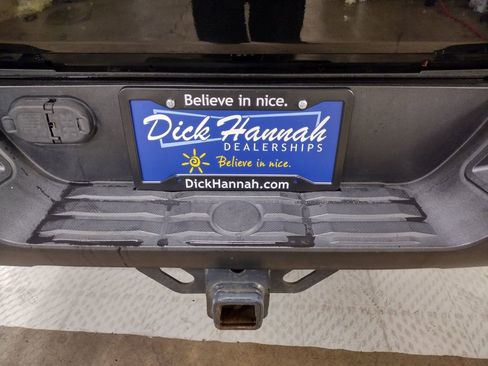 Believe in nice.
Dick Hannah
DEALERSHIPS
Believe in nice.
DickHannah.com